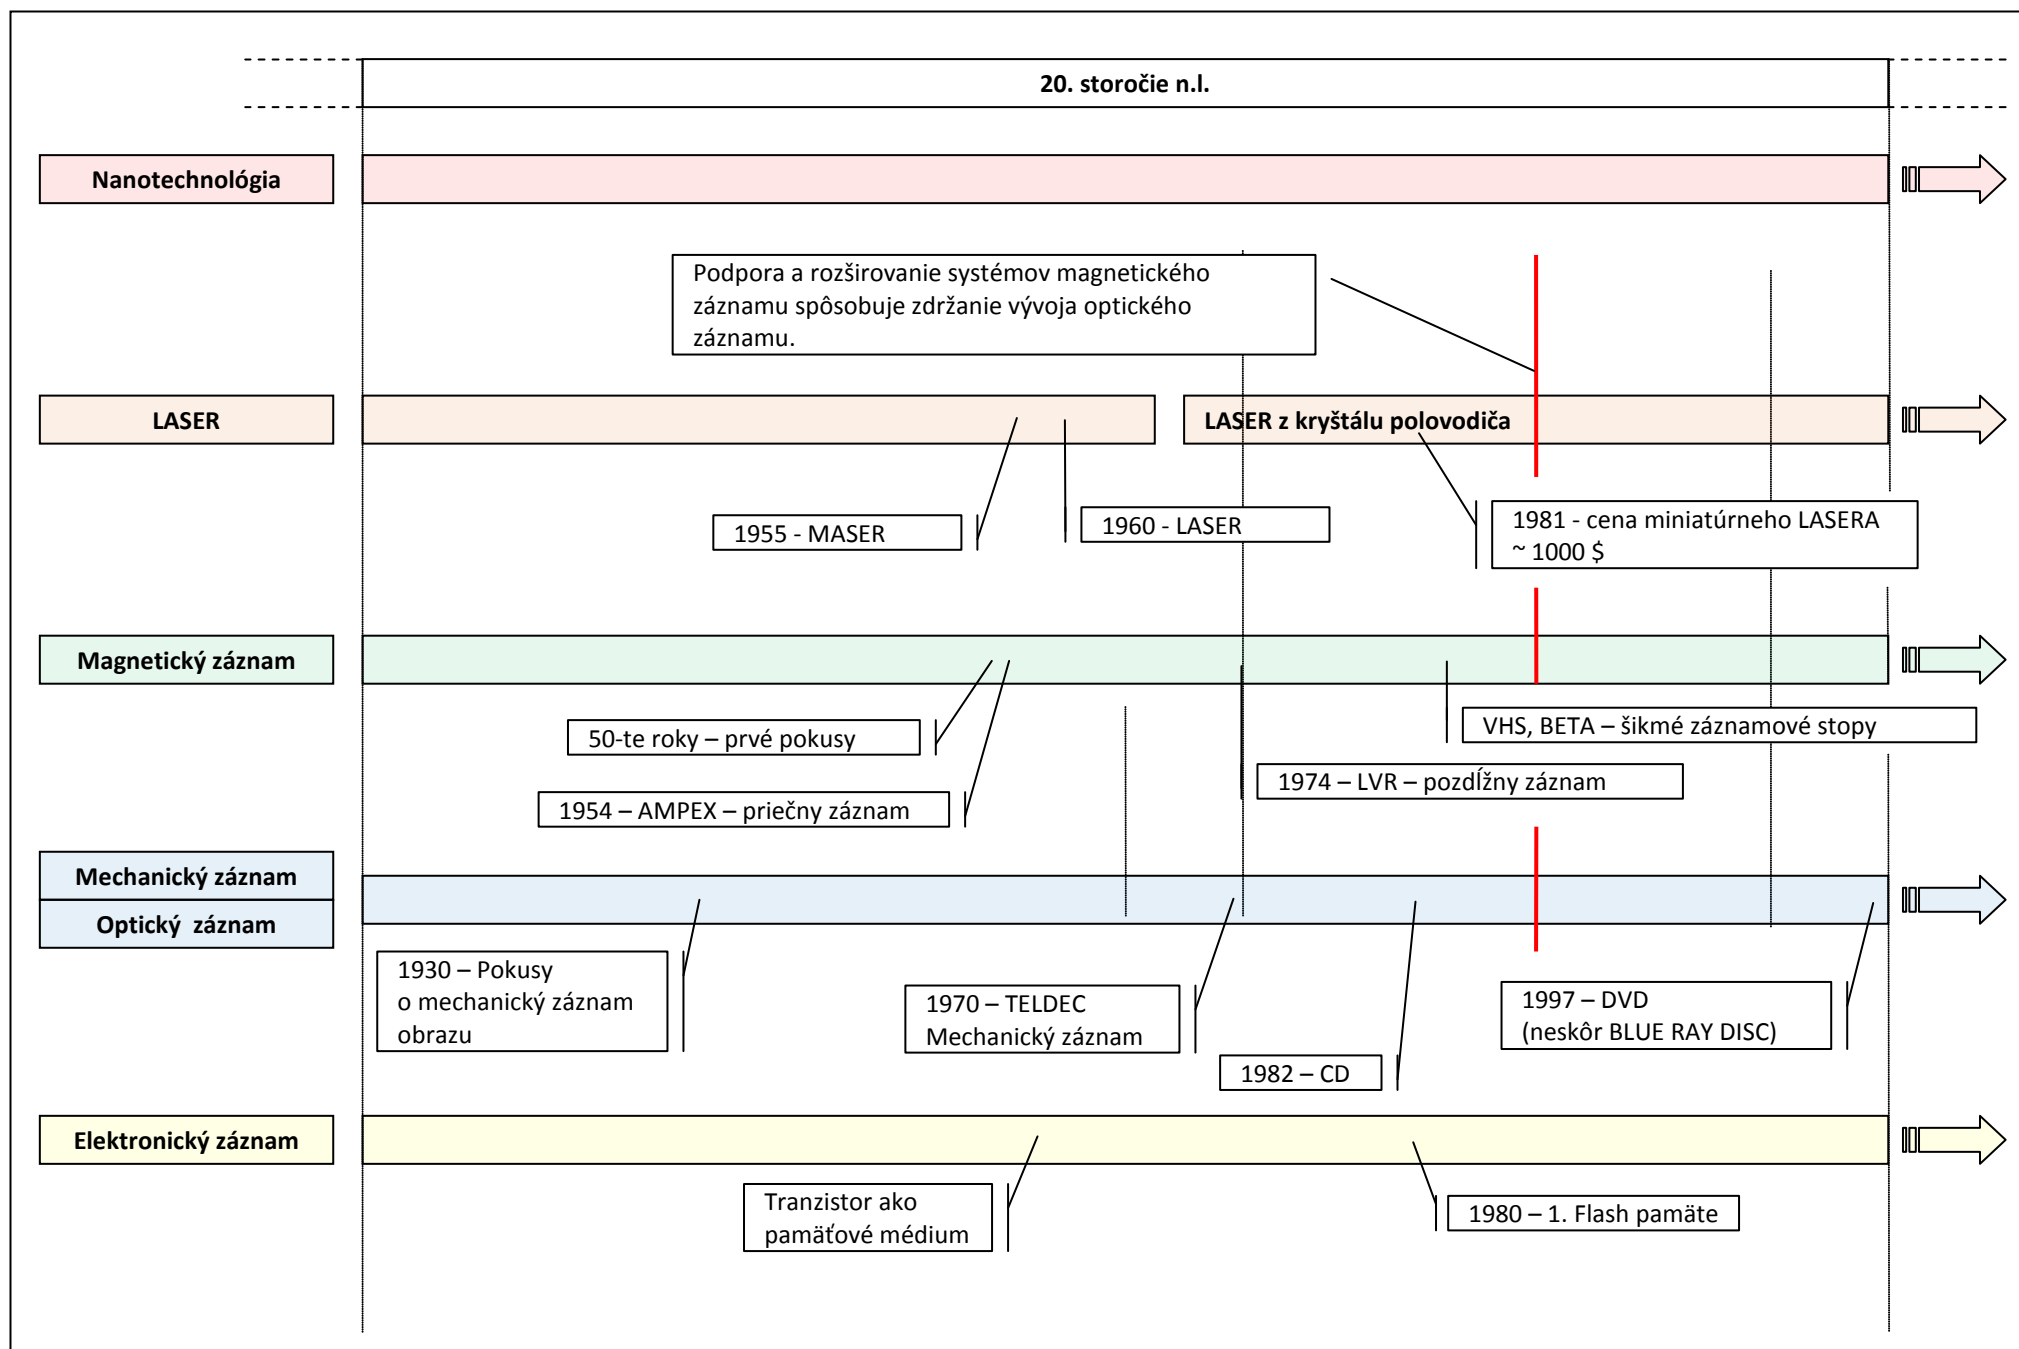 20. storočie n.l.
Nanotechnológia
Podpora a rozširovanie systémov magnetického
záznamu spôsobuje zdržanie vývoja optického
záznamu.
LASER
LASER z kryštálu polovodiča
1955 - MASER
1960 - LASER
1981 - cena miniatúrneho LASERA
~ 1000 $
Magnetický záznam
50-te roky – prvé pokusy
VHS, BETA – šikmé záznamové stopy
1974 – LVR – pozdĺžny záznam
1954 – AMPEX – priečny záznam
Mechanický záznam
Optický záznam
1930 – Pokusy
o mechanický záznam
obrazu
1970 – TELDEC
Mechanický záznam
1997 – DVD
(neskôr BLUE RAY DISC)
1982 – CD
Elektronický záznam
Tranzistor ako
pamäťové médium
1980 – 1. Flash pamäte